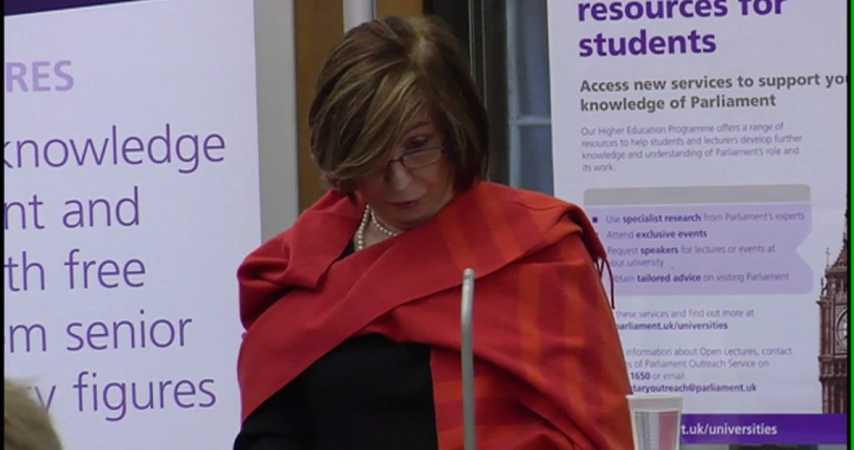 RES
knowledge
nt and
th free
m senior
y figures
resources for
students
Access new services to support
knowledge of Parliament
Our Higher Education Programme offers a range of
resources to help students and lecturers develop further
knowledge and understanding of Parliament's role and
its work:
Use specialist research from Parliament's experts
Attend exclusive events
Request speakers for lectures or events at
our university
tailored advice on visiting Parliament
these services and find out more at
parliament.uk/universities
information about Open Lectures, contact
of Parliament Outreach Service on
1650 or email
taryoutreach@parliament.uk
t.uk/universities